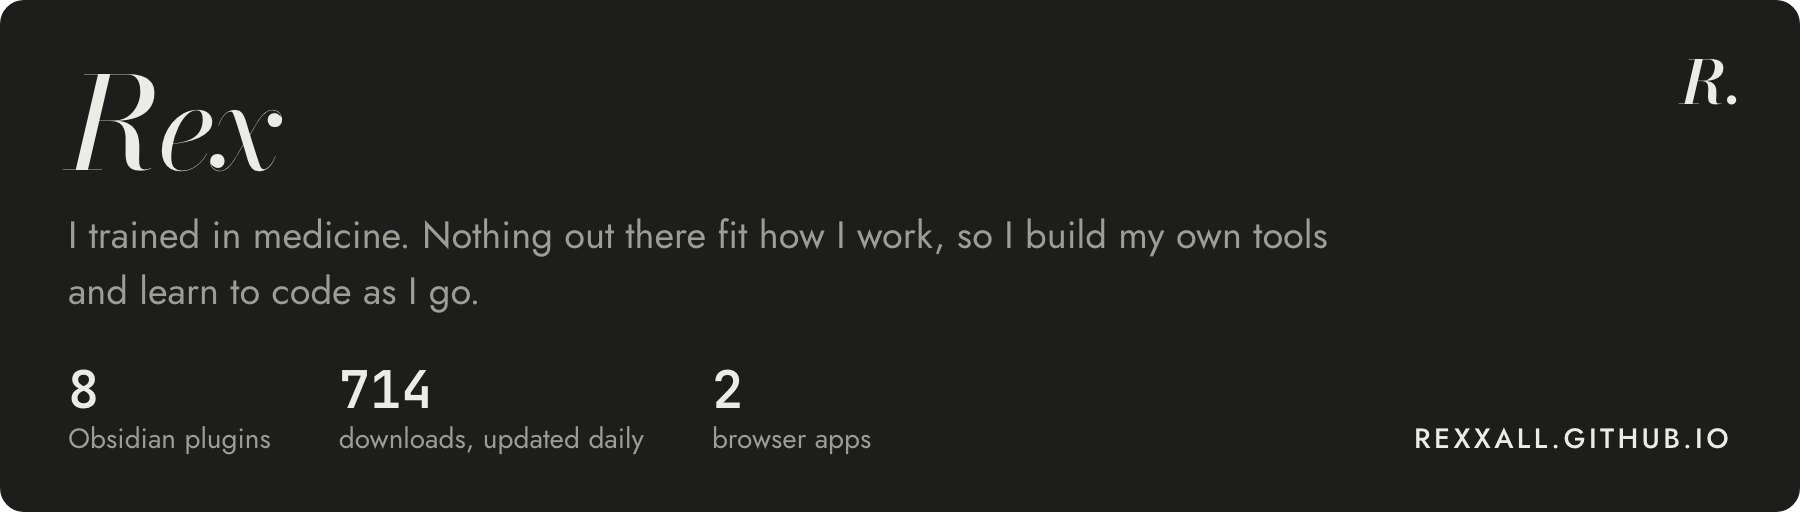 Rex
R.
I trained in medicine. Nothing out there fit how I work, so I build my own tools
and learn to code as I go.
8
Obsidian plugins
714
downloads, updated daily
2
browser apps
REXXALL.GITHUB.IO